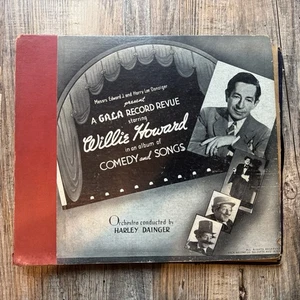 Messrs Edward J. and Harry Lee Danziger
present
A GALA RECORD REVUE
starring
Willie Howard
in an album of
COMEDY and SONGS
Orchestra conducted by
HARLEY DAINGER